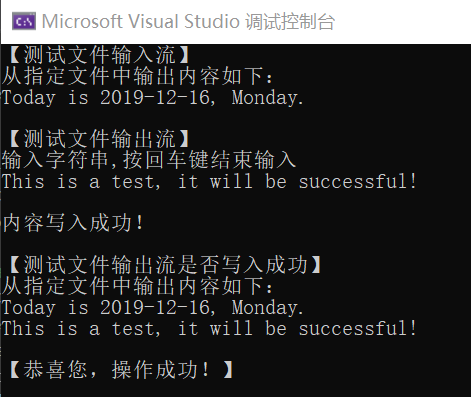 Microsoft Visual Studio 调试控制台
【测试文件输入流】
从指定文件中输出内容如下：
Today is 2019-12-16, Monday.
【测试文件输出流】
输入字符串,按回车键结束输入
This is a test, it will be successful!
内容写入成功！
【测试文件输出流是否写入成功】
从指定文件中输出内容如下：
Today is 2019-12-16, Monday.
This is a test, it will be successful!
【恭喜您，操作成功！】